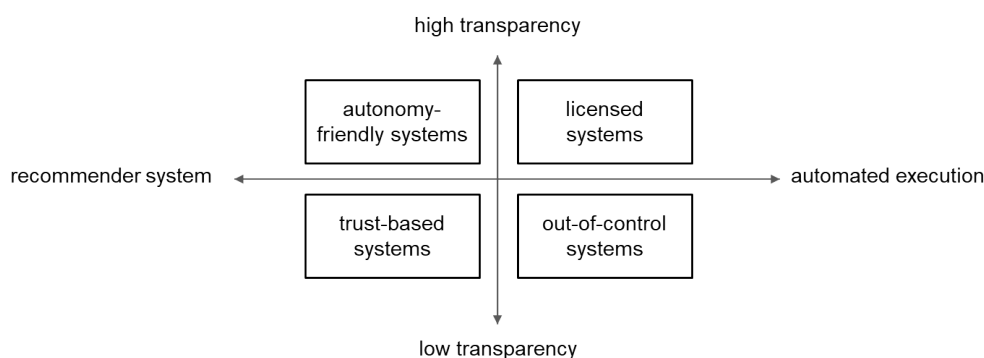 high transparency
autonomy-
friendly systems
licensed
systems
recommender system
automated execution
trust-based
systems
out-of-control
systems
low transparency